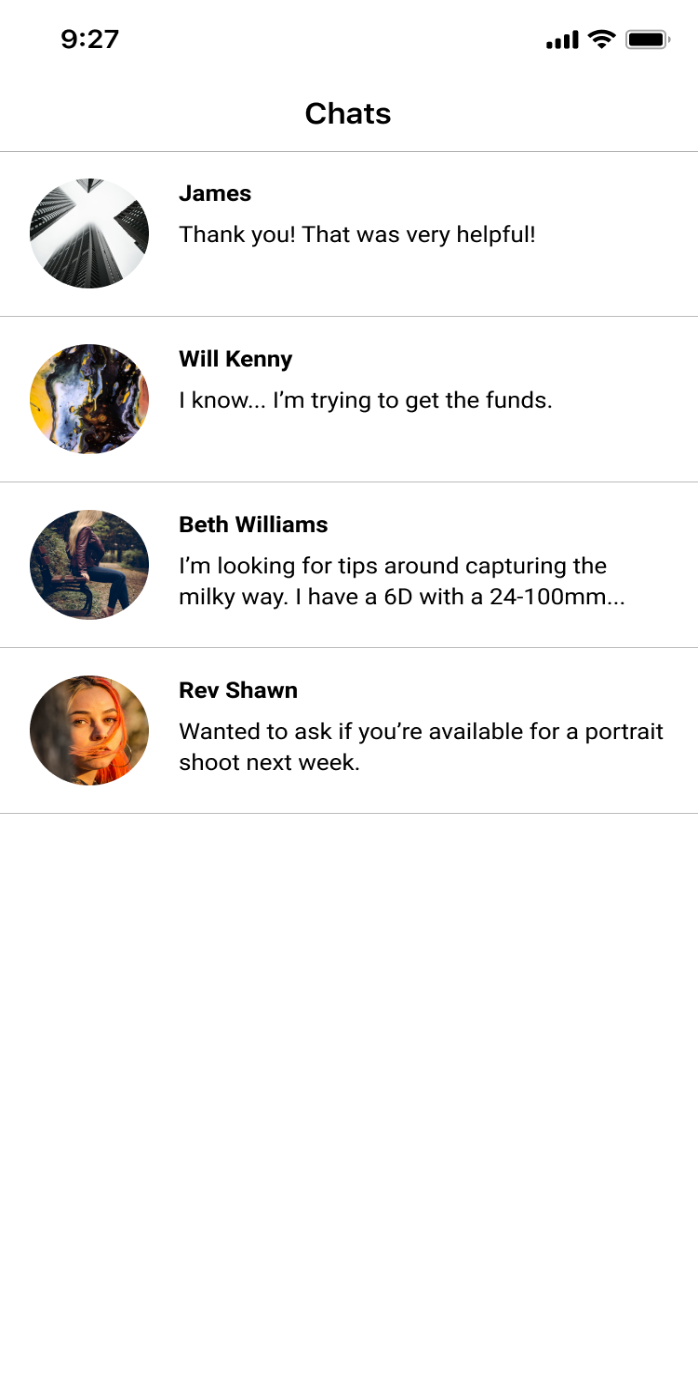 9:27
Chats
James
Thank you! That was very helpful!
Will Kenny
I know... I’m trying to get the funds.
Beth Williams
I’m looking for tips around capturing the
milky way. I have a 6D with a 24-100mm...
Rev Shawn
Wanted to ask if you’re available for a portrait
shoot next week.